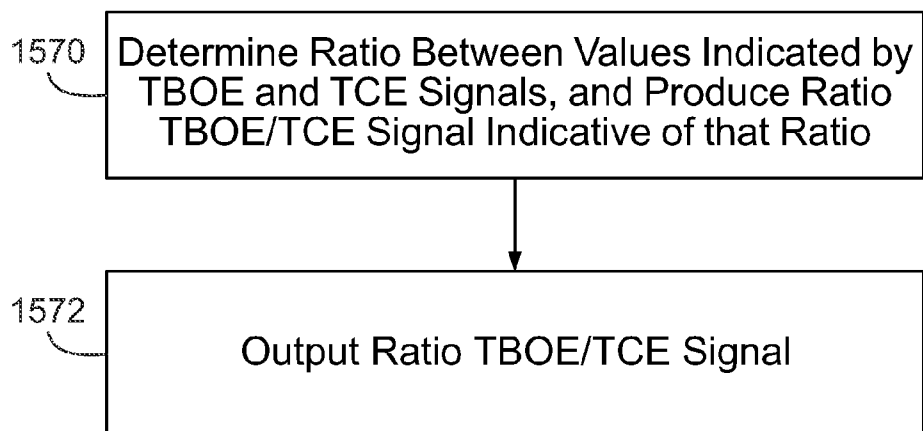 1570
Determine Ratio Between Values Indicated by
TBOE and TCE Signals, and Produce Ratio
TBOE/TCE Signal Indicative of that Ratio
1572
Output Ratio TBOE/TCE Signal